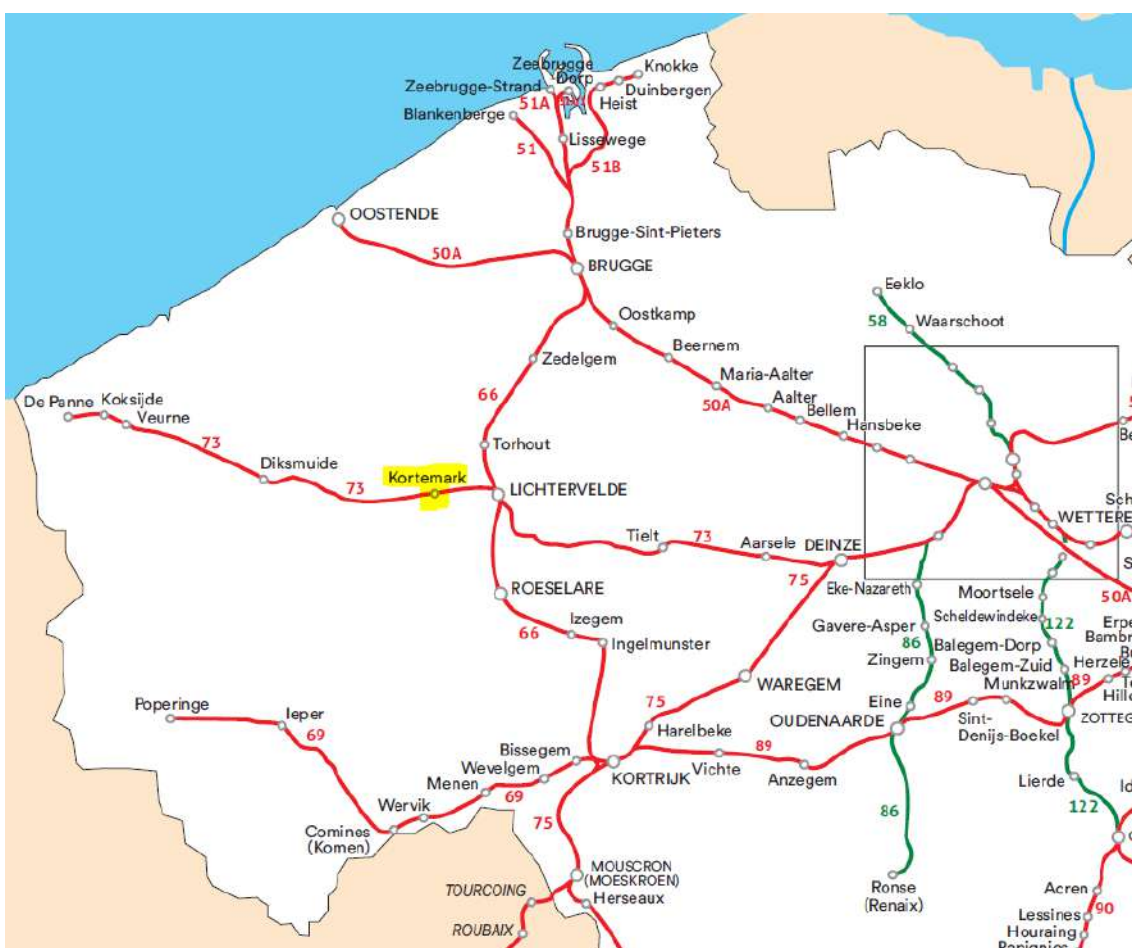 Zeebrugge
Dorp
Knokke
Zeebrugge-Strand
Duinbergen
51A
Heist
Blankenberge
Lissewege
51
51B
OOSTENDE
Brugge-Sint-Pieters
50A
BRUGGE
Eeklo
58
Waarschoot
Oostkamp
Beernem
Zedelgem
Maria-Aalter
66
50A
Aalter
Bellem
Hansbeke
De Panne
Koksijde
Veurne
73
Torhout
Diksmuide
Kortemark
73
LICHTERVELDE
WETTERE
Tielt
73
Aarsele
DEINZE
75
50A
ROESELARE
Eke-Nazareth
Moortsele
Scheldewindeke
122
66
Izegem
Ingelmunster
Gavere-Asper
86
Zingem
Balegem-Dorp
Balegem-Zuid
Herzele
Munkzwalm
89
WAREGEM
Eine
89
OUDENAARDE
Sint-
Denijs-Boekel
ZOTTEG
Poperinge
Ieper
69
75
Harelbeke
Bissegem
Wevelgem
89
Vichte
KORTRIJK
Anzegem
Menen
69
Lierde
Wervik
Comines
(Komen)
75
86
122
MOUSCRON
(MOESKROEN)
TOURCOING
Herseaux
Ronse
(Renaix)
Acren
90
ROUBAIX
Lessines
Houraing